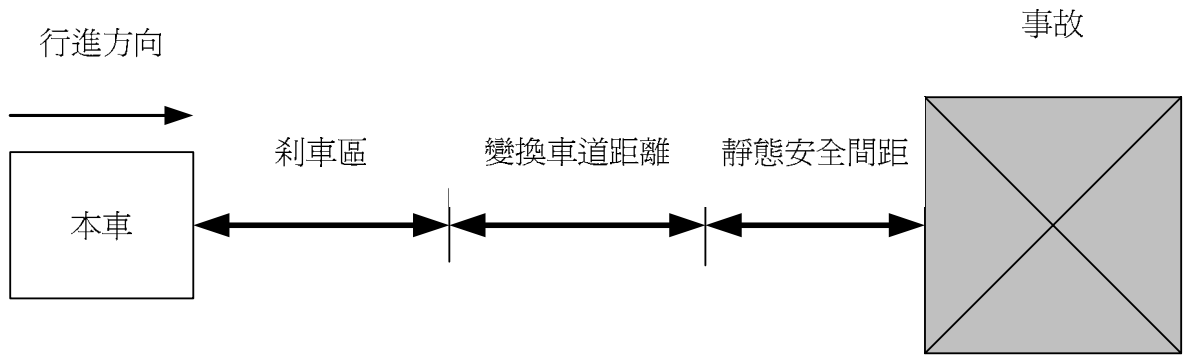 事故
行進方向
剎車區
變換車道距離
靜態安全間距
本車